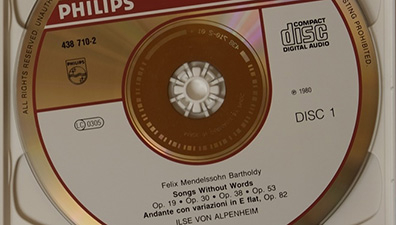 PHILIPS
438 710-2
COMPACT
disc
DIGITAL AUDIO
ALL RIGHTS RESERVED
PROHIBITED.
PHILIPS
LC 0305
℗ 1980
DISC 1
Felix Mendelssohn Bartholdy
Songs Without Words
Op. 19 • Op. 30 • Op. 38 • Op. 53
Andante con variazioni in E flat, Op. 82
ILSE VON ALPENHEIM